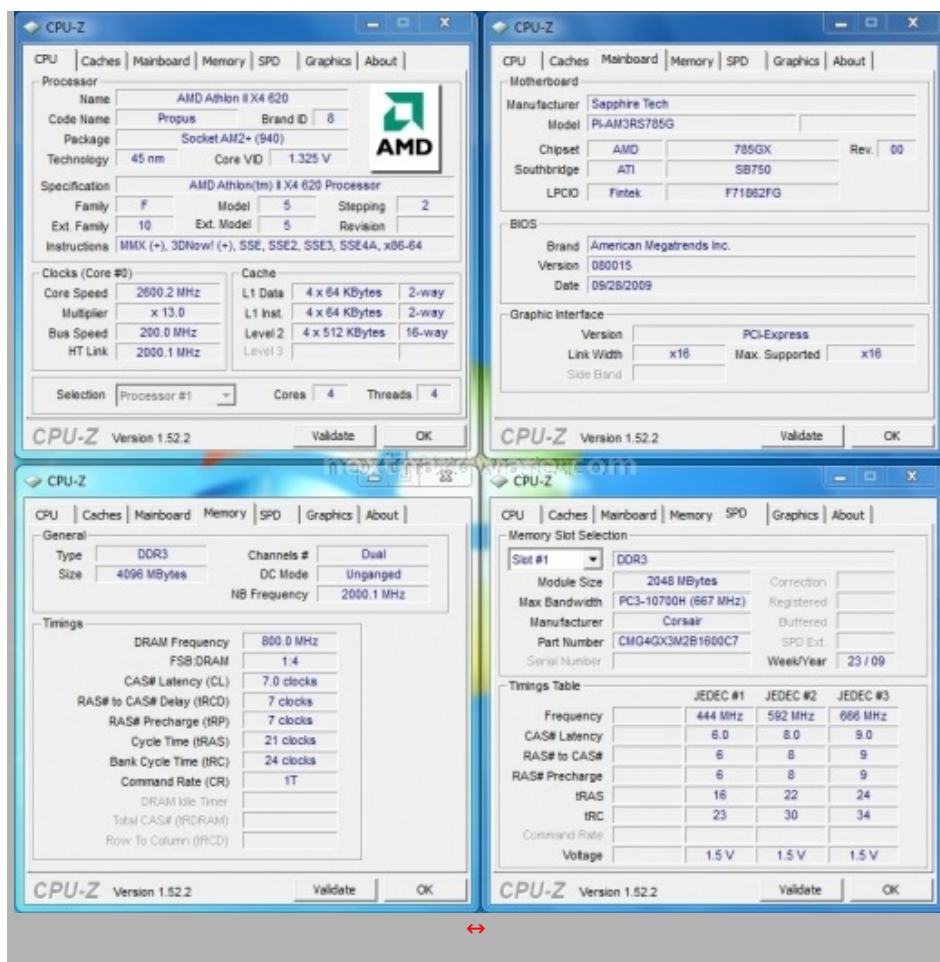 CPU-Z
CPU Caches Mainboard Memory SPD Graphics About
Processor
Name AMD Athlon II X4 620
Code Name Propus Brand ID 8
Package Socket AM2+ (940)
Technology 45 nm Core VID 1.325 V
AMD
Specification AMD Athlon(tm) II X4 620 Processor
Family F Model 5 Stepping 2
Ext. Family 10 Ext. Model 5 Revision
Instructions MMX (+), 3DNow! (+), SSE, SSE2, SSE3, SSE4A, x86-64
Clocks (Core #0)
Core Speed 2600.2 MHz
Multiplier x 13.0
Bus Speed 200.0 MHz
HT Link 2000.1 MHz
Cache
L1 Data 4 x 64 KBytes 2-way
L1 Inst. 4 x 64 KBytes 2-way
Level 2 4 x 512 KBytes 16-way
Level 3
Selection Processor #1 Cores 4 Threads 4
CPU-Z Version 1.52.2 Validate OK
CPU-Z
CPU Caches Mainboard Memory SPD Graphics About
Motherboard
Manufacturer Sapphire Tech
Model PI-AM3RS785G
Chipset AMD 785GX Rev. 00
Southbridge ATI SB750
LPCIO Fintek F71862FG
BIOS
Brand American Megatrends Inc.
Version 080015
Date 09/28/2009
Graphic Interface
Version PCI-Express
Link Width x16 Max. Supported x16
Side Band
CPU-Z Version 1.52.2 Validate OK
nexthardware.com
CPU-Z
CPU Caches Mainboard Memory SPD Graphics About
General
Type DDR3 Channels # Dual
Size 4096 MBytes DC Mode Unganged
NB Frequency 2000.1 MHz
Timings
DRAM Frequency 800.0 MHz
FSB:DRAM 1:4
CAS# Latency (CL) 7.0 clocks
RAS# to CAS# Delay (tRCD) 7 clocks
RAS# Precharge (tRP) 7 clocks
Cycle Time (tRAS) 21 clocks
Bank Cycle Time (tRC) 24 clocks
Command Rate (CR) 1T
DRAM Idle Timer
Total CAS# (tRDRAM)
Row To Column (tRCD)
CPU-Z Version 1.52.2 Validate OK
CPU-Z
CPU Caches Mainboard Memory SPD Graphics About
Memory Slot Selection
Slot #1 DDR3
Module Size 2048 MBytes Correction
Max Bandwidth PC3-10700H (667 MHz) Registered
Manufacturer Corsair Buffered
Part Number CMG4GX3M2B1600C7 SPD Ext.
Serial Number Week/Year 23 / 09
Timings Table
JEDEC #1 JEDEC #2 JEDEC #3
Frequency 444 MHz 592 MHz 666 MHz
CAS# Latency 6.0 8.0 9.0
RAS# to CAS# 6 8 9
RAS# Precharge 6 8 9
tRAS 16 22 24
tRC 23 30 34
Command Rate
Voltage 1.5 V 1.5 V 1.5 V
CPU-Z Version 1.52.2 Validate OK